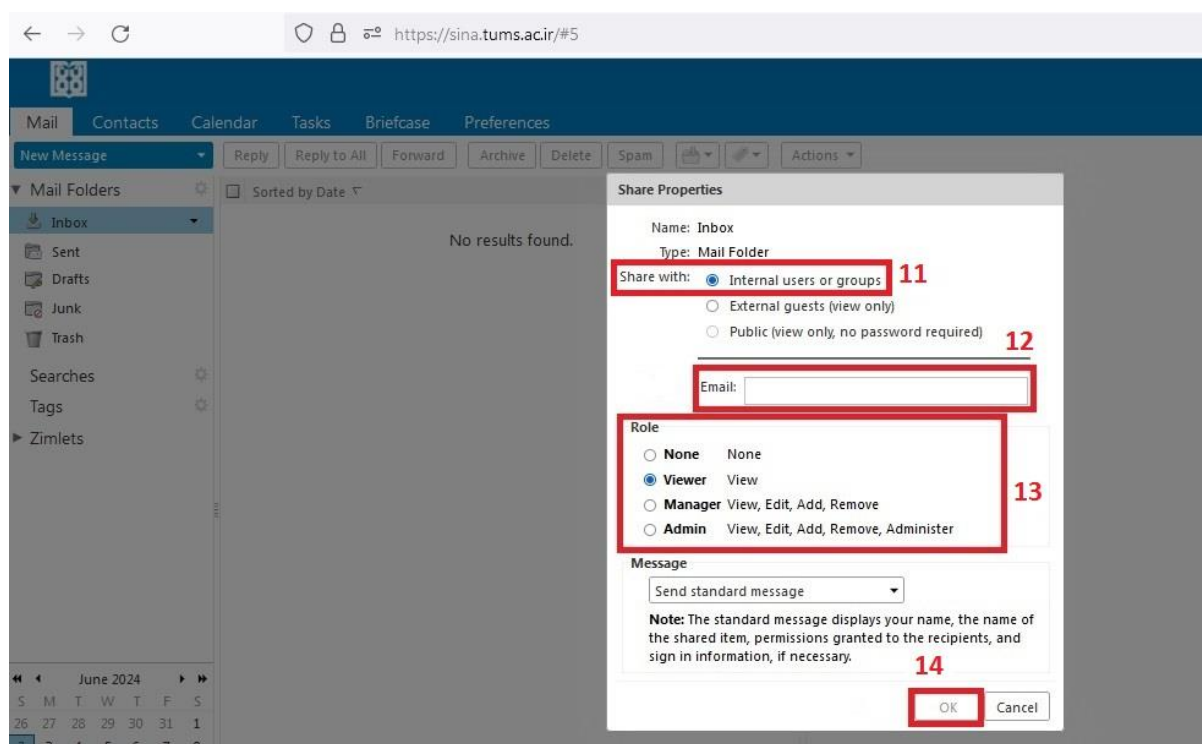 https://sina.tums.ac.ir/#5
Mail Contacts Calendar Tasks Briefcase Preferences
New Message Reply Reply to All Forward Archive Delete Spam Actions
Mail Folders
Sorted by Date
Inbox
Sent
Drafts
Junk
Trash
Searches
Tags
Zimlets
No results found.
Share Properties
Name: Inbox
Type: Mail Folder
Share with: Internal users or groups 11
External guests (view only)
Public (view only, no password required)
12
Email:
Role
None None
Viewer View
Manager View, Edit, Add, Remove
Admin View, Edit, Add, Remove, Administer
13
Message
Send standard message
Note: The standard message displays your name, the name of
the shared item, permissions granted to the recipients, and
sign in information, if necessary.
14
OK Cancel
June 2024
S M T W T F S
26 27 28 29 30 31 1